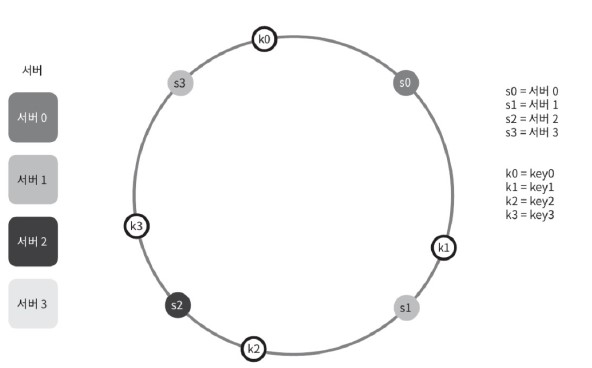 서버
서버 0
서버 1
서버 2
서버 3
k0
s3
s0
k3
k1
s2
s1
k2
s0 = 서버 0
s1 = 서버 1
s2 = 서버 2
s3 = 서버 3
k0 = key0
k1 = key1
k2 = key2
k3 = key3